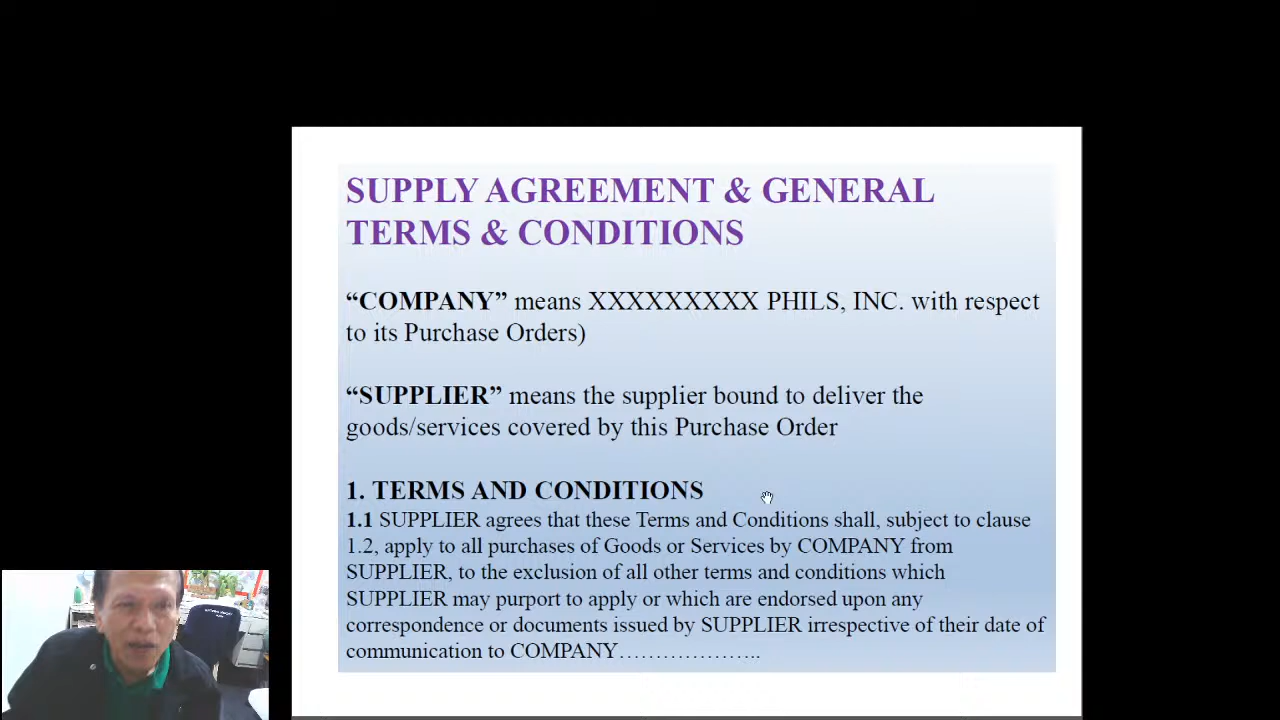 SUPPLY AGREEMENT & GENERAL
TERMS & CONDITIONS
“COMPANY” means XXXXXXXXX PHILS, INC. with respect
to its Purchase Orders)
“SUPPLIER” means the supplier bound to deliver the
goods/services covered by this Purchase Order
1. TERMS AND CONDITIONS
1.1 SUPPLIER agrees that these Terms and Conditions shall, subject to clause
1.2, apply to all purchases of Goods or Services by COMPANY from
SUPPLIER, to the exclusion of all other terms and conditions which
SUPPLIER may purport to apply or which are endorsed upon any
correspondence or documents issued by SUPPLIER irrespective of their date of
communication to COMPANY………………..